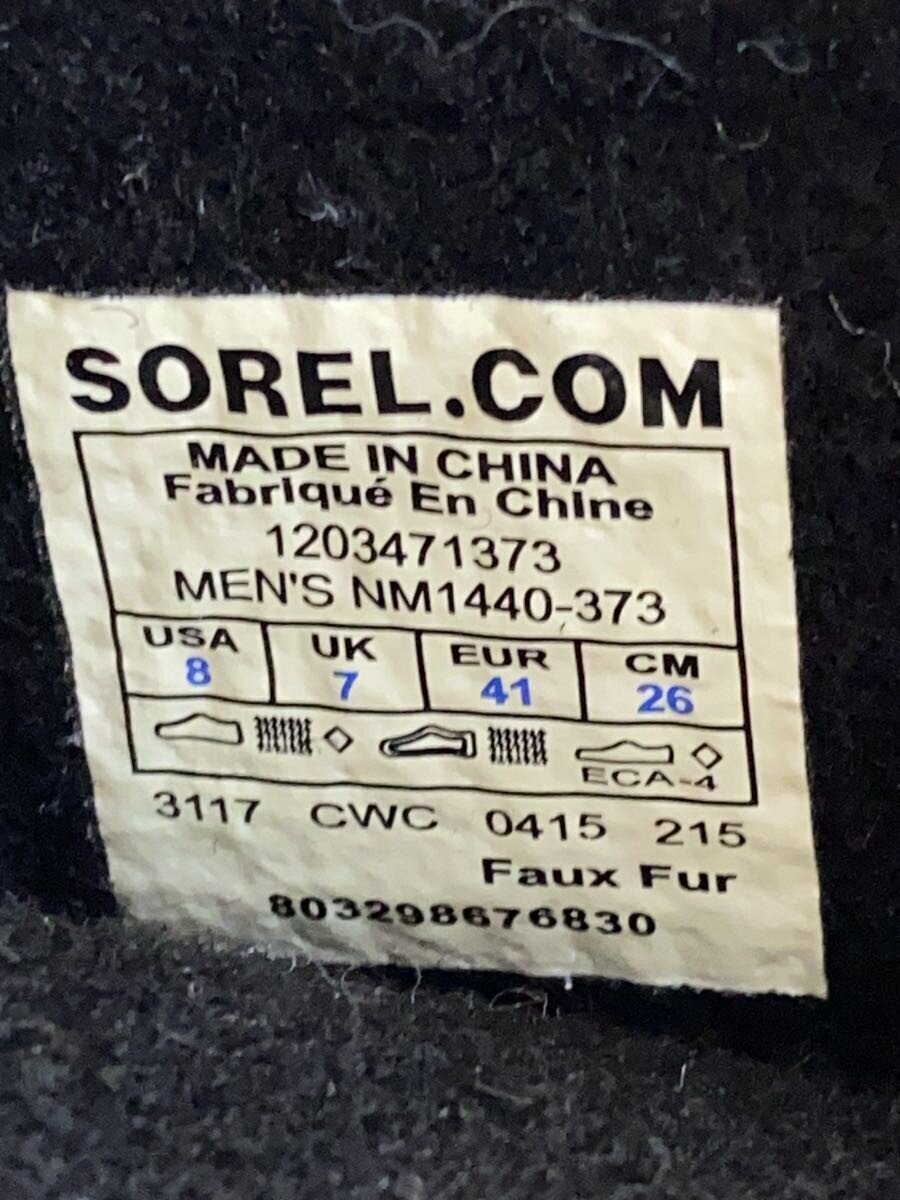 SOREL.COM
MADE IN CHINA
Fabriqué En Chine
1203471373
MEN'S NM1440-373
USA UK EUR CM
8 7 41 26
ECA-4
3117 CWC 0415 215
Faux Fur
803298676830